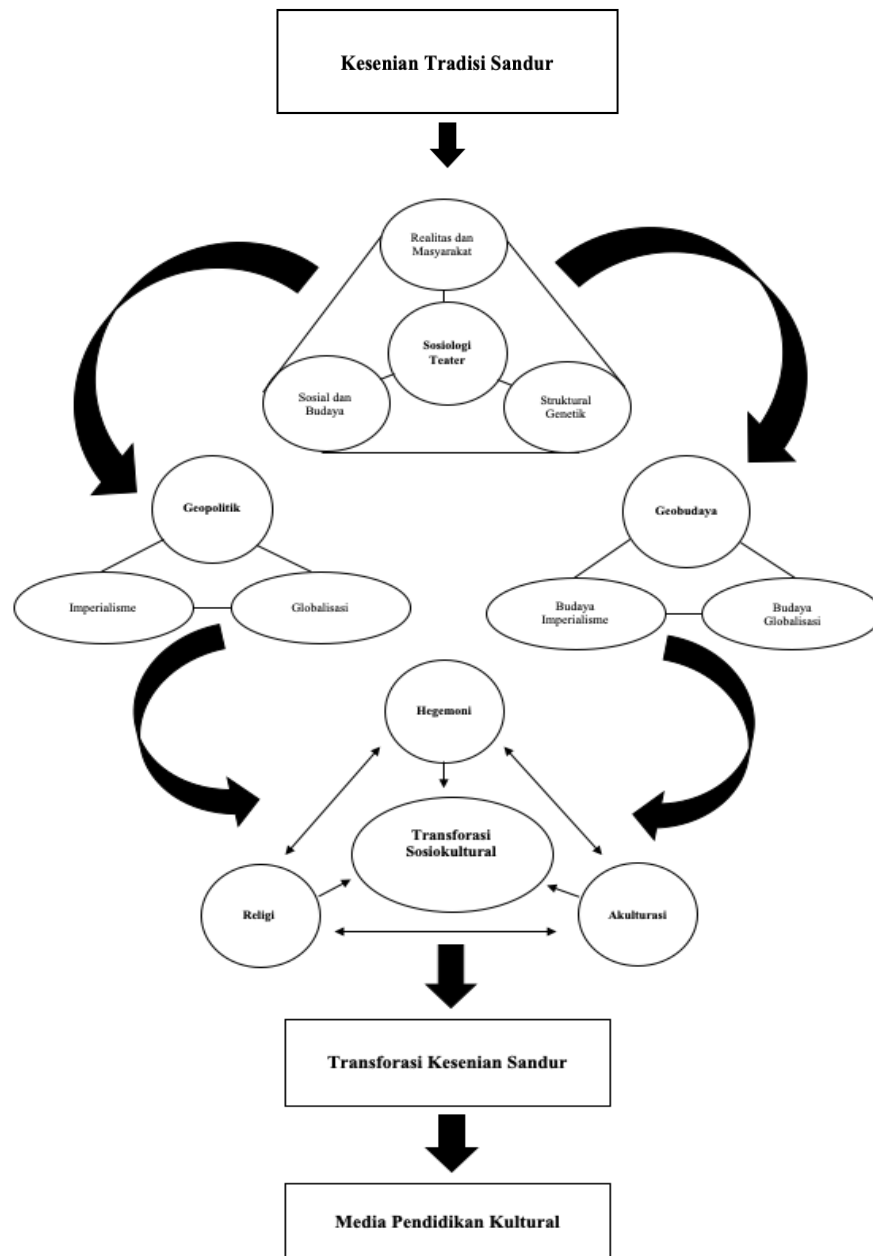 Kesenian Tradisi Sandur
Realitas dan
Masyarakat
Sosiologi
Teater
Sosial dan
Budaya
Struktural
Genetik
Geopolitik
Imperialisme
Globalisasi
Geobudaya
Budaya
Imperialisme
Budaya
Globalisasi
Hegemoni
Transforasi
Sosiokultural
Religi
Akulturasi
Transforasi Kesenian Sandur
Media Pendidikan Kultural